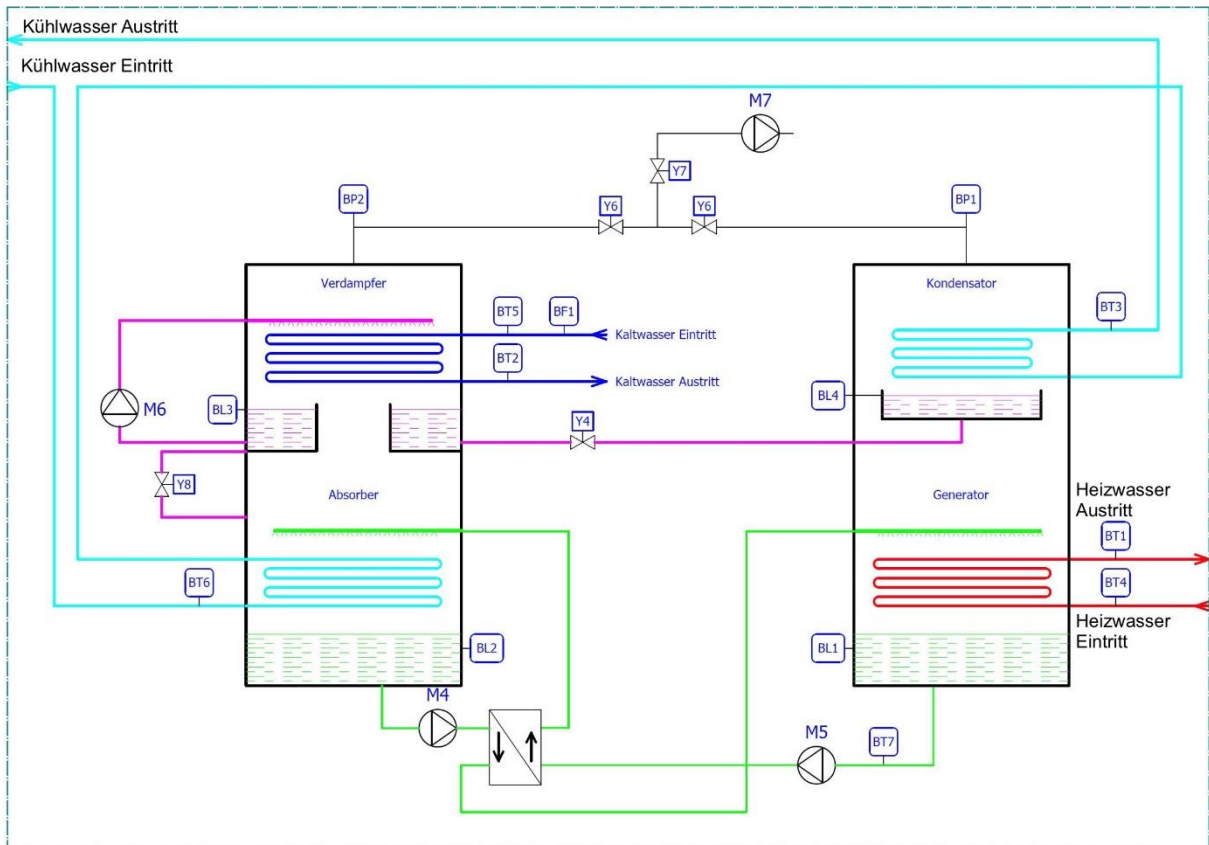 Kühlwasser Austritt
Kühlwasser Eintritt
M7
Y7
BP2
Y6
Y6
BP1
Verdampfer
Kondensator
BT5
BF1
BT3
Kaltwasser Eintritt
BT2
Kaltwasser Austritt
M6
BL3
BL4
Y4
Y8
Absorber
Generator
Heizwasser
Austritt
BT1
BT6
BT4
Heizwasser
Eintritt
BL2
BL1
M4
M5
BT7